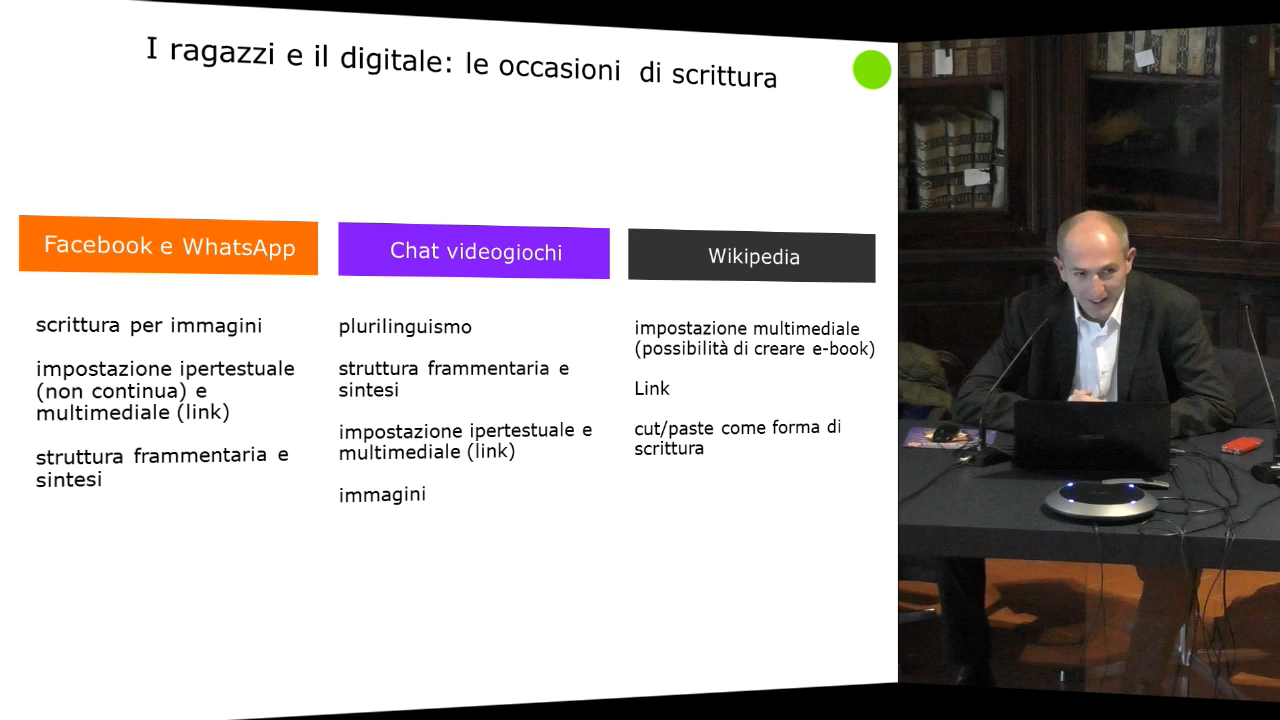 I ragazzi e il digitale: le occasioni di scrittura
Facebook e WhatsApp
scrittura per immagini
impostazione ipertestuale
(non continua) e
multimediale (link)
struttura frammentaria e
sintesi
Chat videogiochi
plurilinguismo
struttura frammentaria e
sintesi
impostazione ipertestuale e
multimediale (link)
immagini
Wikipedia
impostazione multimediale
(possibilità di creare e-book)
Link
cut/paste come forma di
scrittura